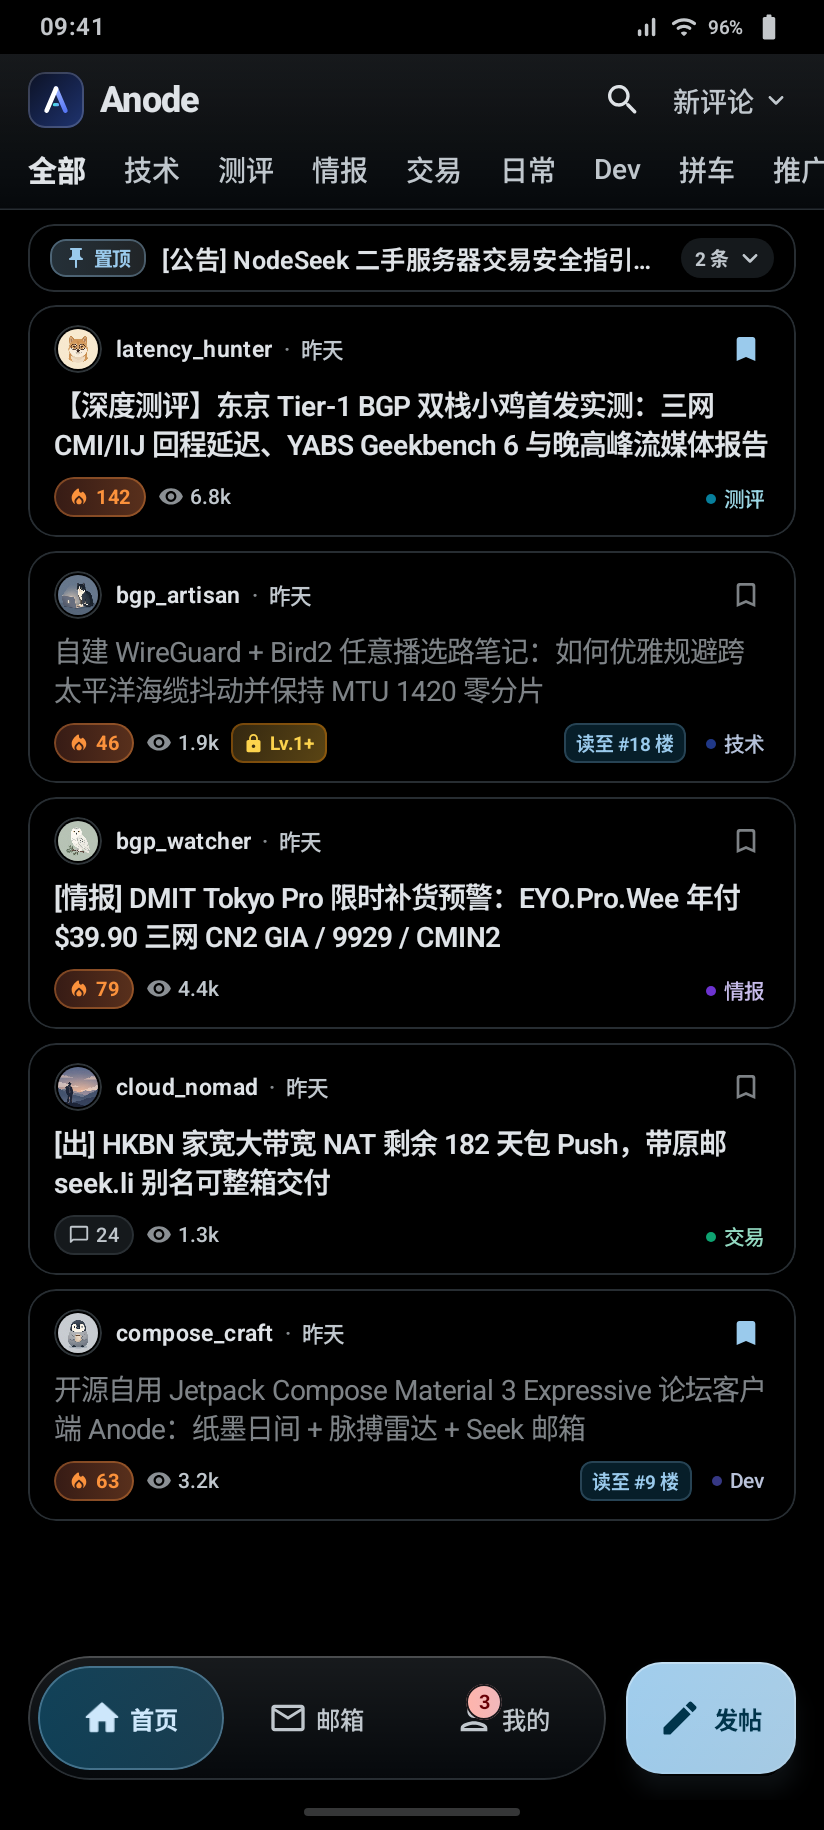 09:41
96%
Anode
新评论
全部 技术 测评 情报 交易 日常 Dev 拼车 推广
置顶 [公告] NodeSeek 二手服务器交易安全指引... 2 条
latency_hunter · 昨天
【深度测评】东京 Tier-1 BGP 双栈小鸡首发实测：三网
CMI/IIJ 回程延迟、YABS Geekbench 6 与晚高峰流媒体报告
142 6.8k 测评
bgp_artisan · 昨天
自建 WireGuard + Bird2 任意播选路笔记：如何优雅规避跨
太平洋海缆抖动并保持 MTU 1420 零分片
46 1.9k Lv.1+ 读至 #18 楼 技术
bgp_watcher · 昨天
[情报] DMIT Tokyo Pro 限时补货预警：EYO.Pro.Wee 年付
$39.90 三网 CN2 GIA / 9929 / CMIN2
79 4.4k 情报
cloud_nomad · 昨天
[出] HKBN 家宽大带宽 NAT 剩余 182 天包 Push，带原邮
seek.li 别名可整箱交付
24 1.3k 交易
compose_craft · 昨天
开源自用 Jetpack Compose Material 3 Expressive 论坛客户
端 Anode：纸墨日间 + 脉搏雷达 + Seek 邮箱
63 3.2k 读至 #9 楼 Dev
首页 邮箱 3 我的 发帖